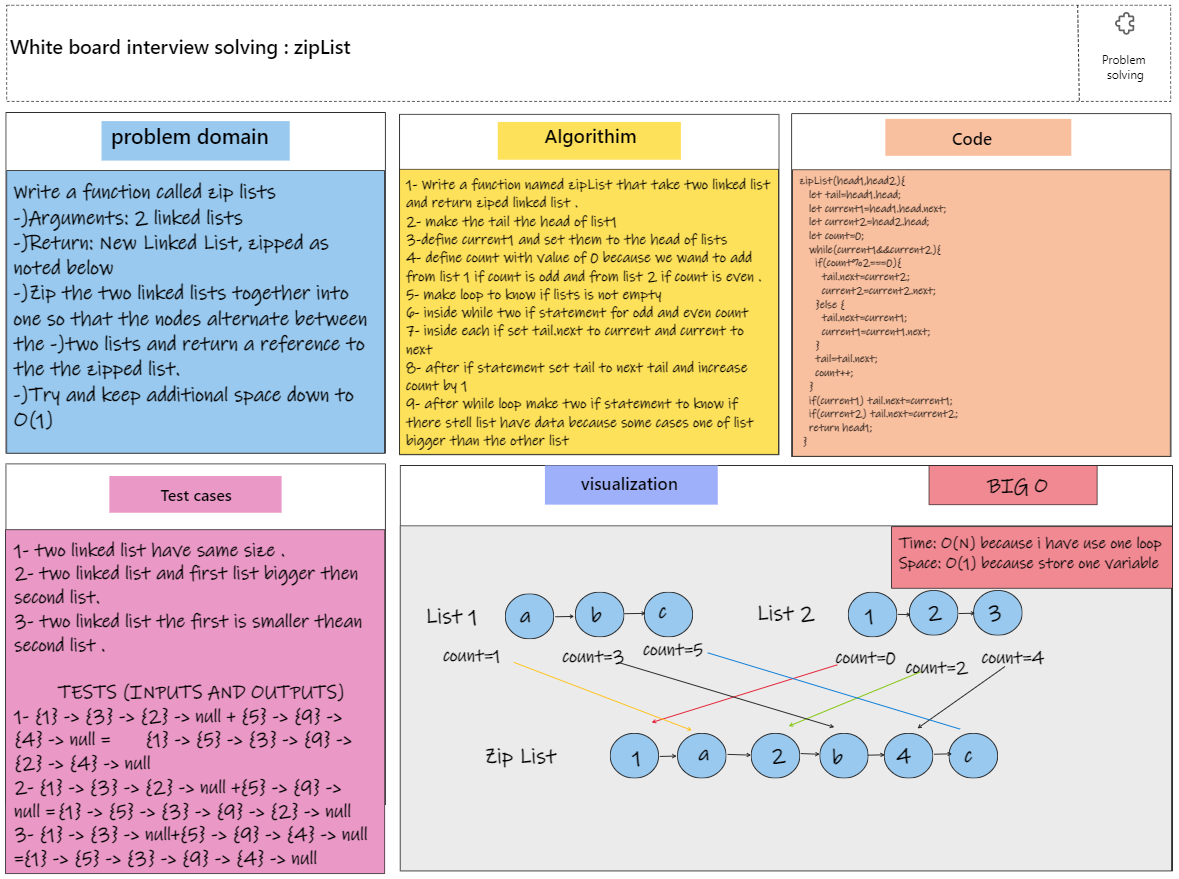 White board interview solving : zipList
Problem
solving
problem domain
Write a function called zip lists
-)Arguments: 2 linked lists
-)Return: New Linked List, zipped as
noted below
-)Zip the two linked lists together into
one so that the nodes alternate between
the -)two lists and return a reference to
the the zipped list.
-)Try and keep additional space down to
O(1)
Algorithim
1- Write a function named zipList that take two linked list
and return ziped linked list .
2- make the tail the head of list1
3-define current1 and set them to the head of lists
4- define count with value of 0 because we wand to add
from list 1 if count is odd and from list 2 if count is even .
5- make loop to know if lists is not empty
6- inside while two if statement for odd and even count
7- inside each if set tail.next to current and current to
next
8- after if statement set tail to next tail and increase
count by 1
9- after while loop make two if statement to know if
there stell list have data because some cases one of list
bigger than the other list
Code
zipList(head1,head2){
let tail=head1.head;
let current1=head1.head.next;
let current2=head2.head;
let count=0;
while(current1&&current2){
if(count%2===0){
tail.next=current2;
current2=current2.next;
}else {
tail.next=current1;
current1=current1.next;
}
tail=tail.next;
count++;
}
if(current1) tail.next=current1;
if(current2) tail.next=current2;
return head1;
}
Test cases
1- two linked list have same size .
2- two linked list and first list bigger then
second list.
3- two linked list the first is smaller thean
second list .
TESTS (INPUTS AND OUTPUTS)
1- {1} -> {3} -> {2} -> null + {5} -> {9} ->
{4} -> null = {1} -> {5} -> {3} -> {9} ->
{2} -> {4} -> null
2- {1} -> {3} -> {2} -> null +{5} -> {9} ->
null ={1} -> {5} -> {3} -> {9} -> {2} -> null
3- {1} -> {3} -> null+{5} -> {9} -> {4} -> null
={1} -> {5} -> {3} -> {9} -> {4} -> null
visualization
BIG O
Time: O(N) because i have use one loop
Space: O(1) because store one variable
List 1 a b c
List 2 1 2 3
count=1 count=3 count=5
count=0 count=2 count=4
Zip List 1 a 2 b 4 c